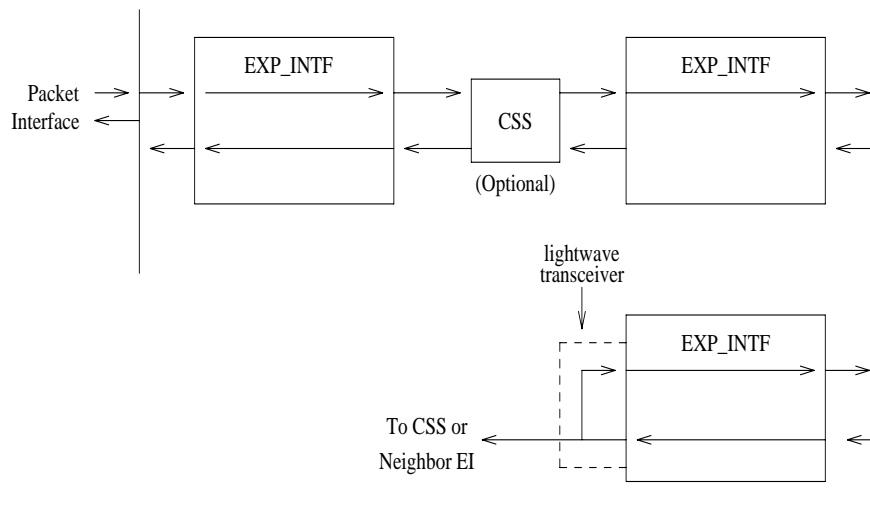 EXP_INTF
EXP_INTF
Packet
Interface
CSS
(Optional)
lightwave
transceiver
EXP_INTF
To CSS or
Neighbor EI